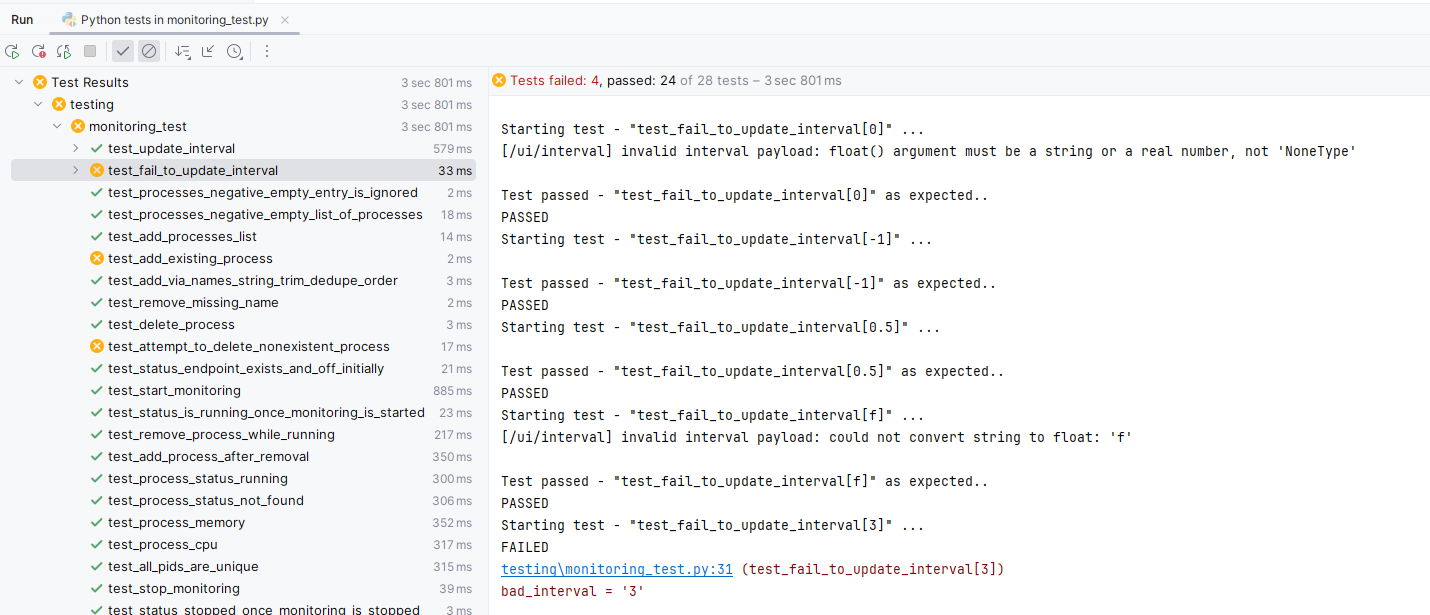 Run Python tests in monitoring_test.py
Test Results 3 sec 801 ms
testing 3 sec 801 ms
monitoring_test 3 sec 801 ms
test_update_interval 579 ms
test_fail_to_update_interval 33 ms
test_processes_negative_empty_entry_is_ignored 2 ms
test_processes_negative_empty_list_of_processes 18 ms
test_add_processes_list 14 ms
test_add_existing_process 2 ms
test_add_via_names_string_trim_dedupe_order 3 ms
test_remove_missing_name 2 ms
test_delete_process 3 ms
test_attempt_to_delete_nonexistent_process 17 ms
test_status_endpoint_exists_and_off_initially 21 ms
test_start_monitoring 885 ms
test_status_is_running_once_monitoring_is_started 23 ms
test_remove_process_while_running 217 ms
test_add_process_after_removal 350 ms
test_process_status_running 300 ms
test_process_status_not_found 306 ms
test_process_memory 352 ms
test_process_cpu 317 ms
test_all_pids_are_unique 315 ms
test_stop_monitoring 39 ms
test_status_stopped_once_monitoring_is_stopped 3 ms
Tests failed: 4, passed: 24 of 28 tests – 3 sec 801 ms
Starting test - "test_fail_to_update_interval[0]" ...
[/ui/interval] invalid interval payload: float() argument must be a string or a real number, not 'NoneType'
Test passed - "test_fail_to_update_interval[0]" as expected..
PASSED
Starting test - "test_fail_to_update_interval[-1]" ...
Test passed - "test_fail_to_update_interval[-1]" as expected..
PASSED
Starting test - "test_fail_to_update_interval[0.5]" ...
Test passed - "test_fail_to_update_interval[0.5]" as expected..
PASSED
Starting test - "test_fail_to_update_interval[f]" ...
[/ui/interval] invalid interval payload: could not convert string to float: 'f'
Test passed - "test_fail_to_update_interval[f]" as expected..
PASSED
Starting test - "test_fail_to_update_interval[3]" ...
FAILED
testing\monitoring_test.py:31 (test_fail_to_update_interval[3])
bad_interval = '3'